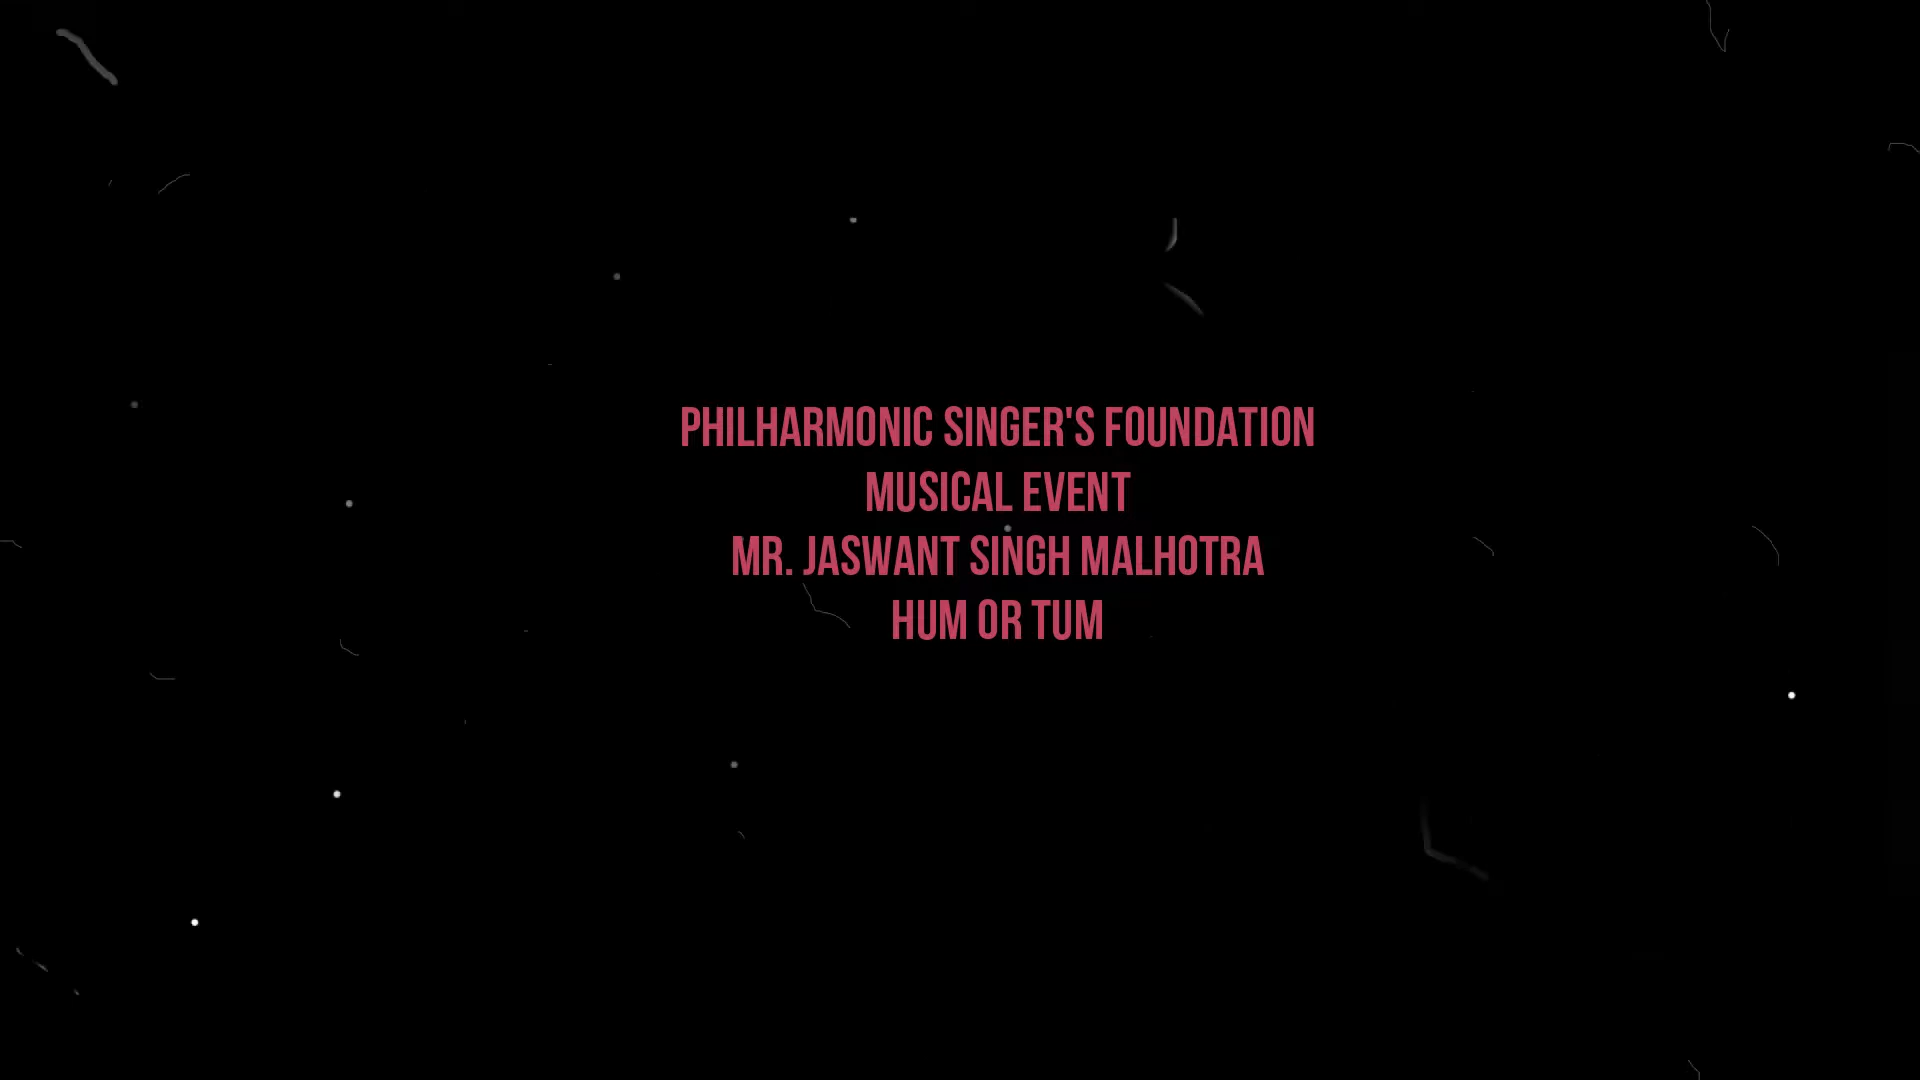 PHILHARMONIC SINGER'S FOUNDATION
MUSICAL EVENT
MR. JASWANT SINGH MALHOTRA
HUM OR TUM